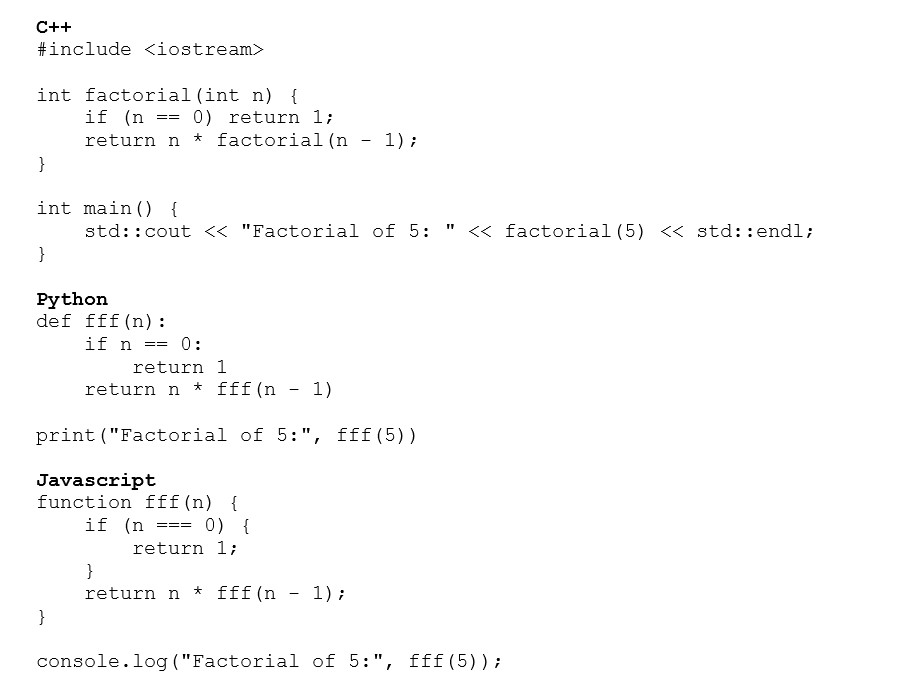 C++
#include <iostream>

int factorial(int n) {
    if (n == 0) return 1;
    return n * factorial(n - 1);
}

int main() {
    std::cout << "Factorial of 5: " << factorial(5) << std::endl;
}

Python
def fff(n):
    if n == 0:
        return 1
    return n * fff(n - 1)

print("Factorial of 5:", fff(5))

Javascript
function fff(n) {
    if (n === 0) {
        return 1;
    }
    return n * fff(n - 1);
}

console.log("Factorial of 5:", fff(5));